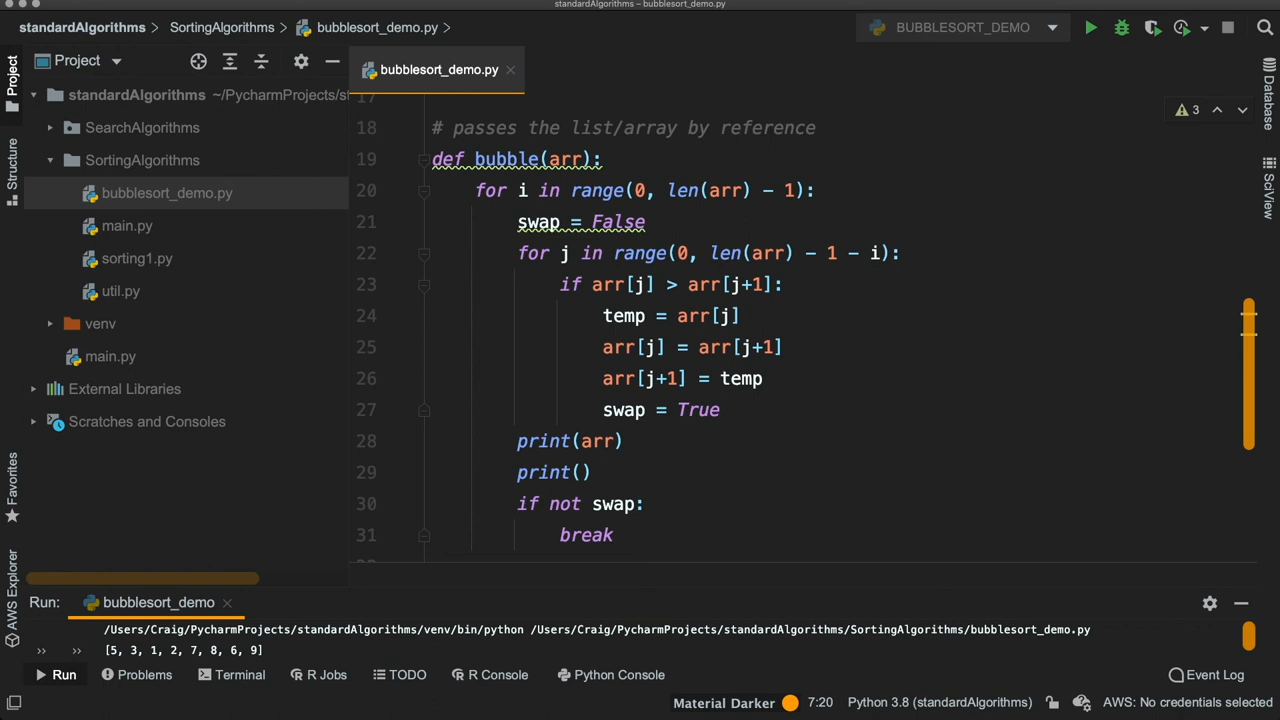 standardAlgorithms – bubblesort_demo.py
standardAlgorithms > SortingAlgorithms > bubblesort_demo.py >
BUBBLESORT_DEMO
Project
bubblesort_demo.py
Project
Structure
Favorites
AWS Explorer
standardAlgorithms ~/PycharmProjects/st
SearchAlgorithms
SortingAlgorithms
bubblesort_demo.py
main.py
sorting1.py
util.py
venv
main.py
External Libraries
Scratches and Consoles
3
17
18 # passes the list/array by reference
19 def bubble(arr):
20 for i in range(0, len(arr) - 1):
21 swap = False
22 for j in range(0, len(arr) - 1 - i):
23 if arr[j] > arr[j+1]:
24 temp = arr[j]
25 arr[j] = arr[j+1]
26 arr[j+1] = temp
27 swap = True
28 print(arr)
29 print()
30 if not swap:
31 break
Database
SciView
Run: bubblesort_demo
/Users/Craig/PycharmProjects/standardAlgorithms/venv/bin/python /Users/Craig/PycharmProjects/standardAlgorithms/SortingAlgorithms/bubblesort_demo.py
[5, 3, 1, 2, 7, 8, 6, 9]
Run Problems Terminal R Jobs TODO R Console Python Console Event Log
Material Darker 7:20 Python 3.8 (standardAlgorithms) AWS: No credentials selected